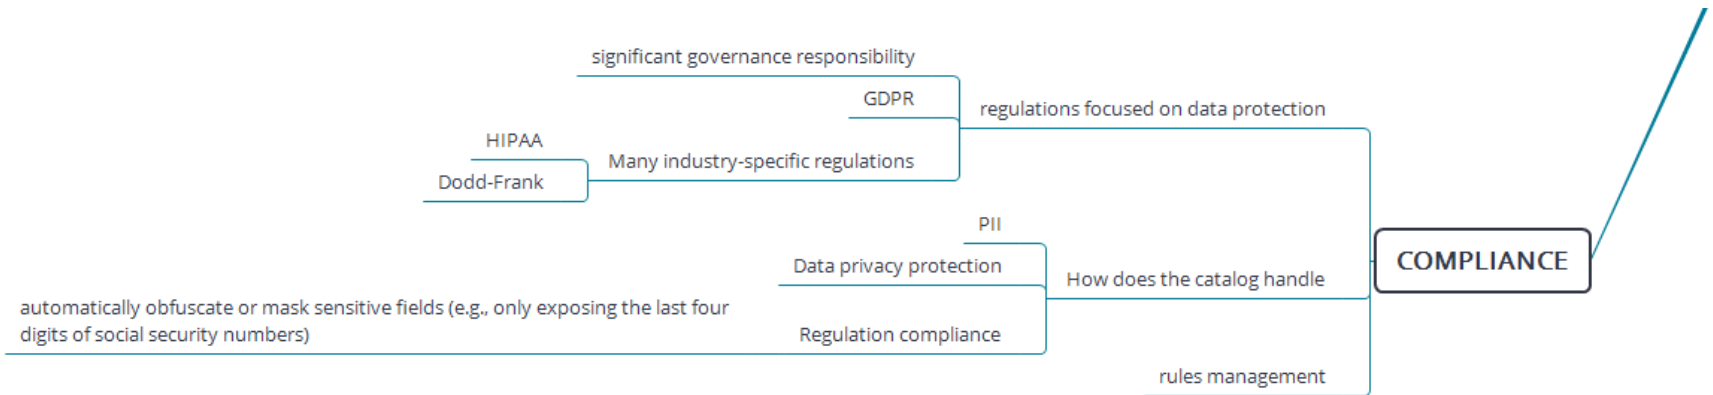 significant governance responsibility
GDPR
regulations focused on data protection
HIPAA
Many industry-specific regulations
Dodd-Frank
PII
COMPLIANCE
Data privacy protection
How does the catalog handle
automatically obfuscate or mask sensitive fields (e.g., only exposing the last four
digits of social security numbers)
Regulation compliance
rules management